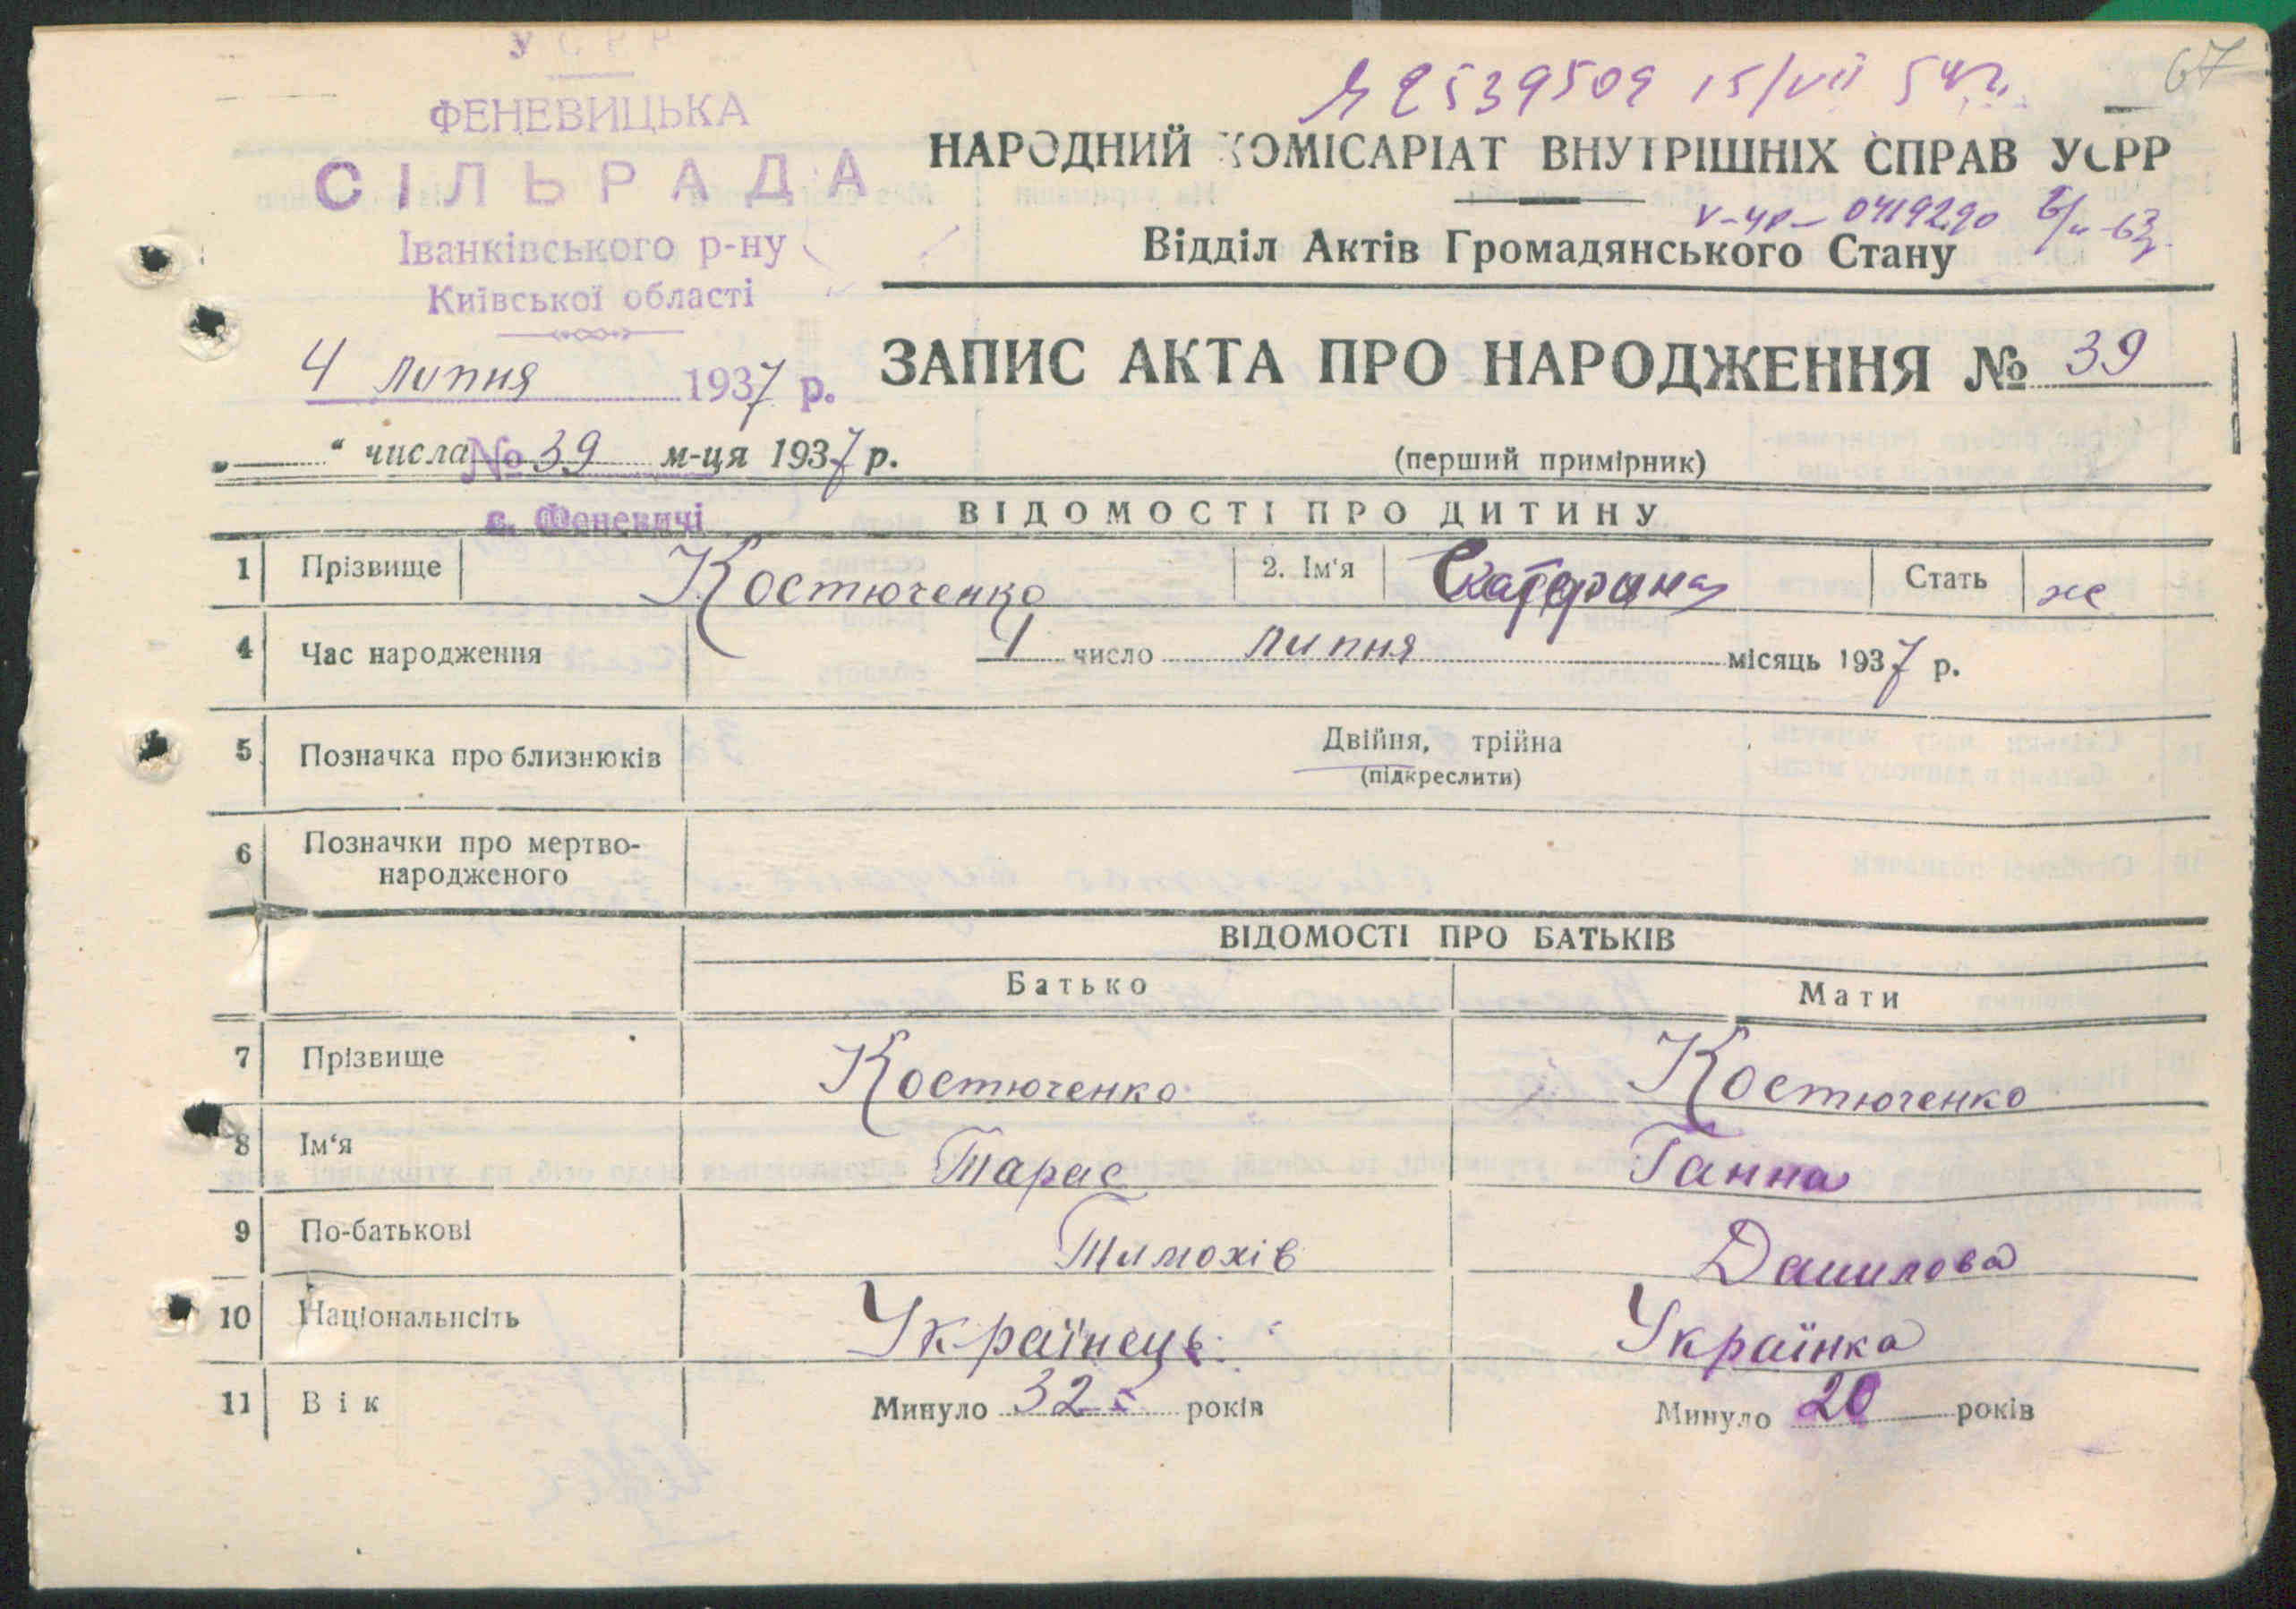 УСРР
ФЕНЕВИЦЬКА
СІЛЬРАДА
Іванківського р-ну
Київської області
4 липня 1937 р.
„ “ числа № 39 м-ця 1937 р.
с. Феневичі
2539509 15/VII 54 г.
67
НАРОДНИЙ КОМІСАРІАТ ВНУТРІШНІХ СПРАВ УСРР
0419290
Відділ Актів Громадянського Стану
ЗАПИС АКТА ПРО НАРОДЖЕННЯ № 39
(перший примірник)
ВІДОМОСТІ ПРО ДИТИНУ
1 Прізвище Костюченко 2. Ім'я Катерина Стать ж
4 Час народження 1 число липня місяць 1937 р.
5 Позначка про близнюків Двійня, трійна
(підкреслити)
6 Позначки про мертво-
народженого
ВІДОМОСТІ ПРО БАТЬКІВ
Батько Мати
7 Прізвище Костюченко Костюченко
8 Ім'я Тарас Ганна
9 По-батькові Тимохів Данилова
10 Національнсіть Українець Українка
11 Вік Минуло 32 років Минуло 20 років